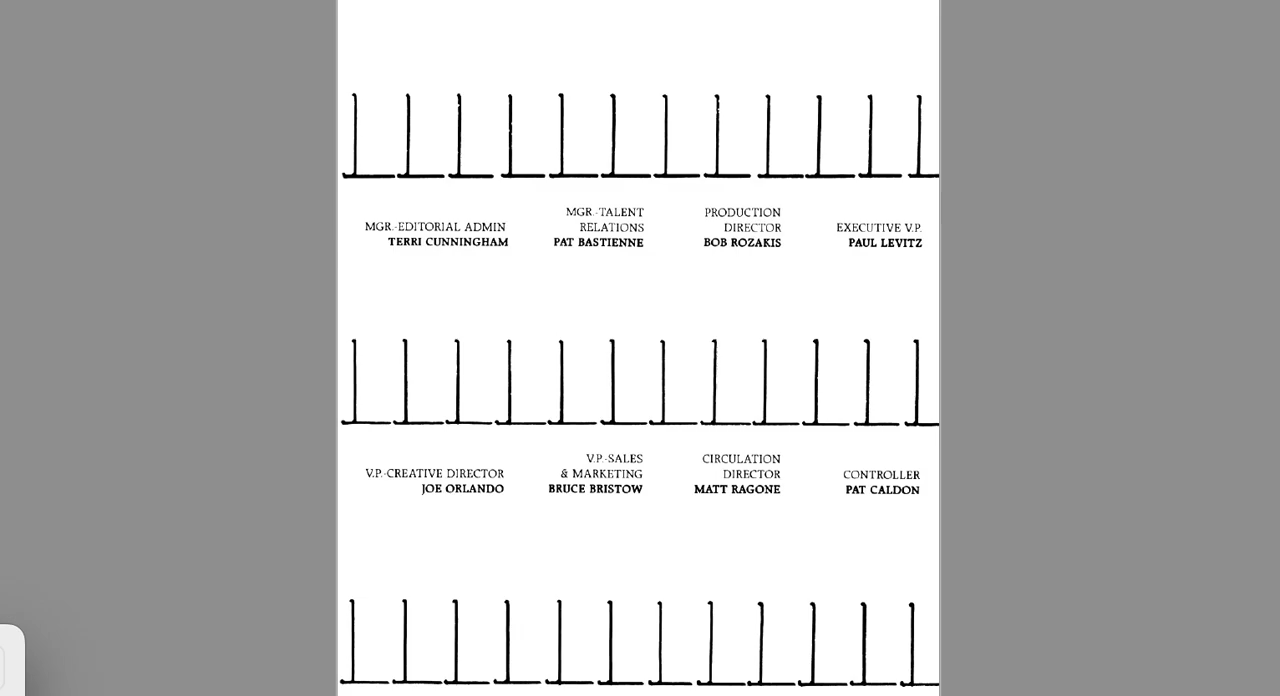 MGR.-EDITORIAL ADMIN
TERRI CUNNINGHAM
MGR.-TALENT
RELATIONS
PAT BASTIENNE
PRODUCTION
DIRECTOR
BOB ROZAKIS
EXECUTIVE V.P.
PAUL LEVITZ
V.P.-CREATIVE DIRECTOR
JOE ORLANDO
V.P.-SALES
& MARKETING
BRUCE BRISTOW
CIRCULATION
DIRECTOR
MATT RAGONE
CONTROLLER
PAT CALDON